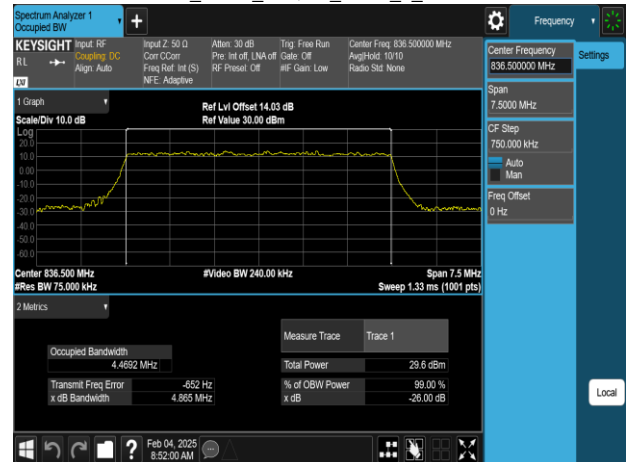 Spectrum Analyzer 1
Occupied BW
Frequency
KEYSIGHT
RL
LXI
Input: RF
Coupling: DC
Align: Auto
Input Z: 50 Ω
Corr CCorr
Freq Ref: Int (S)
NFE: Adaptive
Atten: 30 dB
Pre: Int off, LNA off
RF Preset: Off
Trig: Free Run
Gate: Off
#IF Gain: Low
Center Freq: 836.500000 MHz
Avg|Hold: 10/10
Radio Std: None
Center Frequency
836.500000 MHz
Settings
Span
7.5000 MHz
CF Step
750.000 kHz
Auto
Man
Freq Offset
0 Hz
1 Graph
Scale/Div 10.0 dB
Ref Lvl Offset 14.03 dB
Ref Value 30.00 dBm
Log
20.0
10.0
0.00
-10.0
-20.0
-30.0
-40.0
-50.0
-60.0
Center 836.500 MHz
#Res BW 75.000 kHz
#Video BW 240.00 kHz
Span 7.5 MHz
Sweep 1.33 ms (1001 pts)
2 Metrics
Measure Trace Trace 1
Occupied Bandwidth
4.4692 MHz
Total Power 29.6 dBm
Transmit Freq Error -652 Hz
% of OBW Power 99.00 %
x dB Bandwidth 4.865 MHz
x dB -26.00 dB
Local
Feb 04, 2025
8:52:00 AM